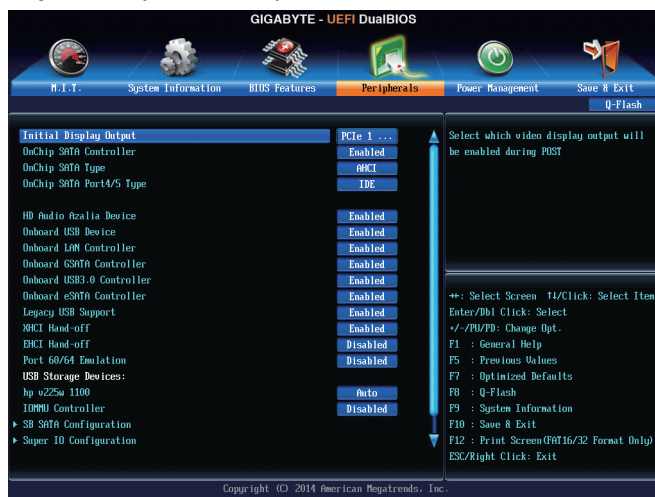 GIGABYTE - UEFI DualBIOS
M.I.T. System Information BIOS Features Peripherals Power Management Save & Exit
Q-Flash
Initial Display Output PCIe 1 ...
OnChip SATA Controller Enabled
OnChip SATA Type AHCI
OnChip SATA Port4/5 Type IDE
HD Audio Azalia Device Enabled
Onboard USB Device Enabled
Onboard LAN Controller Enabled
Onboard GSATA Controller Enabled
Onboard USB3.0 Controller Enabled
Onboard eSATA Controller Enabled
Legacy USB Support Enabled
XHCI Hand-off Enabled
EHCI Hand-off Disabled
Port 60/64 Emulation Disabled
USB Storage Devices:
hp v225w 1100 Auto
IOMMU Controller Disabled
SB SATA Configuration
Super IO Configuration
Select which video display output will
be enabled during POST
↔: Select Screen ↑↓/Click: Select Item
Enter/Dbl Click: Select
+/-/PU/PD: Change Opt.
F1 : General Help
F5 : Previous Values
F7 : Optimized Defaults
F8 : Q-Flash
F9 : System Information
F10 : Save & Exit
F12 : Print Screen(FAT16/32 Format Only)
ESC/Right Click: Exit
Copyright (C) 2014 American Megatrends, Inc.